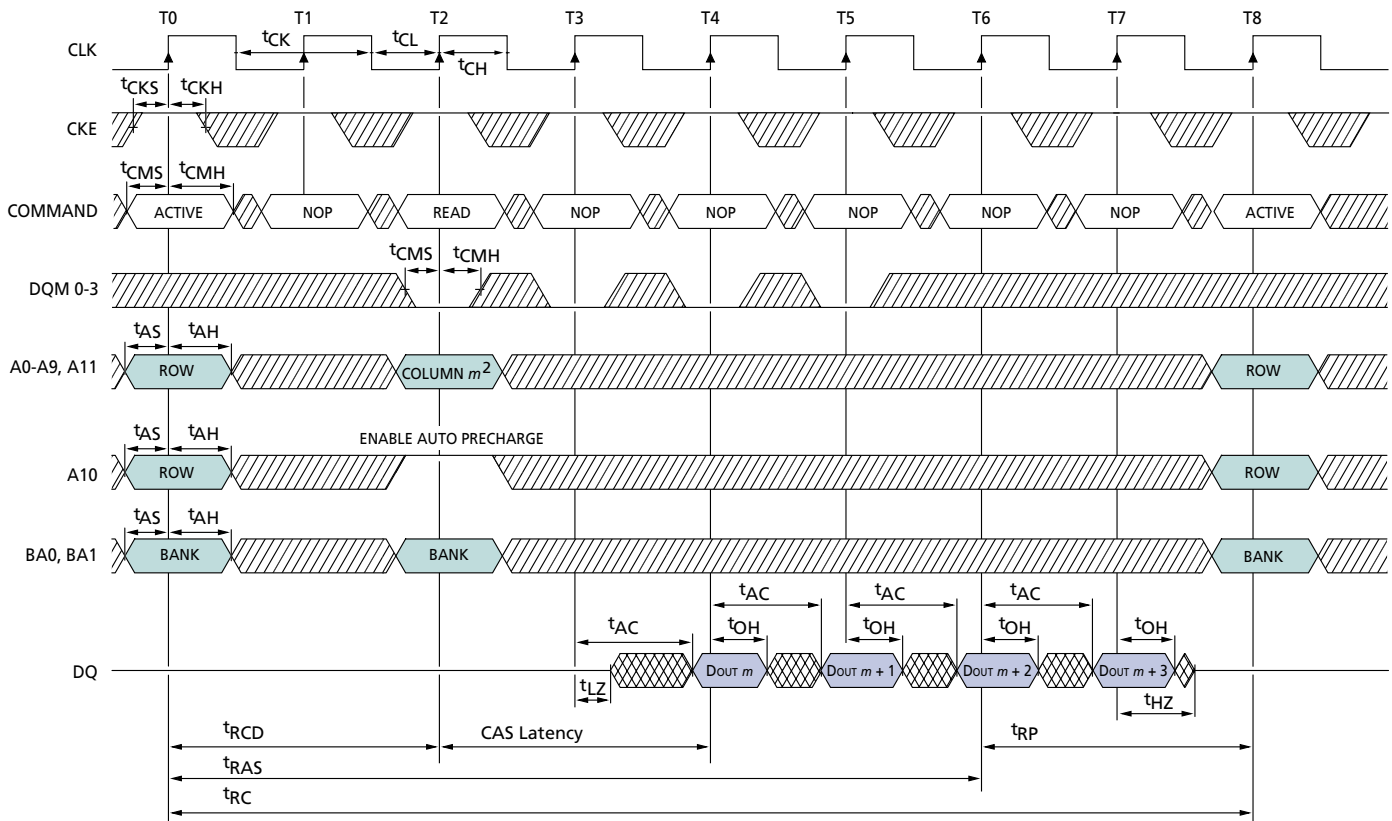 T0 T1 T2 T3 T4 T5 T6 T7 T8
CLK tCK tCL tCH
tCKS tCKH
CKE
tCMS tCMH
COMMAND ACTIVE NOP READ NOP NOP NOP NOP NOP ACTIVE
tCMS tCMH
DQM 0-3
tAS tAH
A0-A9, A11 ROW COLUMN m2 ROW
ENABLE AUTO PRECHARGE
tAS tAH
A10 ROW ROW
tAS tAH
BA0, BA1 BANK BANK BANK
tAC tAC tAC
tAC tOH tOH tOH tOH
DQ DOUT m DOUT m + 1 DOUT m + 2 DOUT m + 3
tLZ tHZ
tRCD CAS Latency tRP
tRAS
tRC